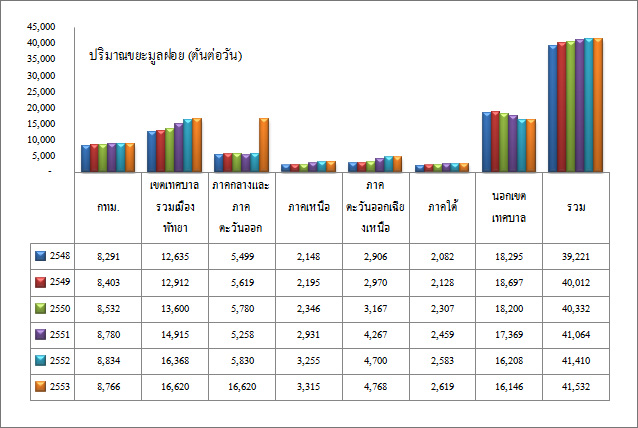 45,000
40,000
35,000
30,000
25,000
20,000
15,000
10,000
5,000
-
ปริมาณขยะมูลฝอย (ตันต่อวัน)
กทม. เขตเทศบาลรวมเมืองพัทยา ภาคกลางและภาคตะวันออก ภาคเหนือ ภาคตะวันออกเฉียงเหนือ ภาคใต้ นอกเขตเทศบาล รวม
2548 8,291 12,635 5,499 2,148 2,906 2,082 18,295 39,221
2549 8,403 12,912 5,619 2,195 2,970 2,128 18,697 40,012
2550 8,532 13,600 5,780 2,346 3,167 2,307 18,200 40,332
2551 8,780 14,915 5,258 2,931 4,267 2,459 17,369 41,064
2552 8,834 16,368 5,830 3,255 4,700 2,583 16,208 41,410
2553 8,766 16,620 16,620 3,315 4,768 2,619 16,146 41,532